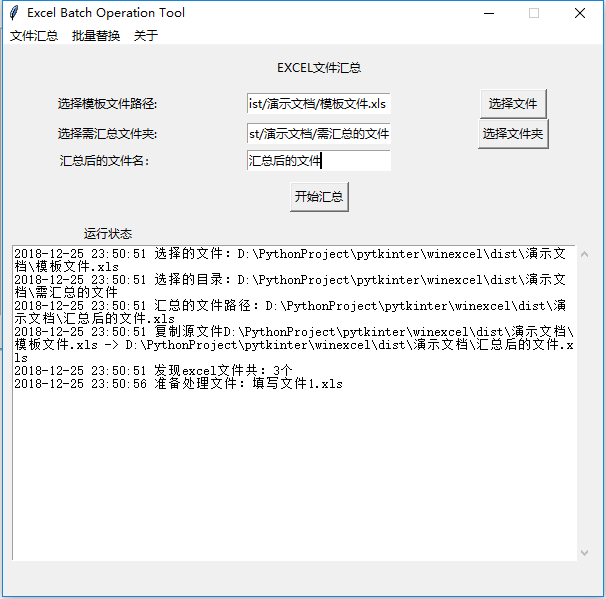 Excel Batch Operation Tool
文件汇总 批量替换 关于
EXCEL文件汇总
选择模板文件路径: ist/演示文档/模板文件.xls 选择文件
选择需汇总文件夹: st/演示文档/需汇总的文件 选择文件夹
汇总后的文件名: 汇总后的文件
开始汇总
运行状态
2018-12-25 23:50:51 选择的文件: D:\PythonProject\pytkinter\winexcel\dist\演示文
档\模板文件.xls
2018-12-25 23:50:51 选择的目录: D:\PythonProject\pytkinter\winexcel\dist\演示文
档\需汇总的文件
2018-12-25 23:50:51 汇总的文件路径: D:\PythonProject\pytkinter\winexcel\dist\演
示文档\汇总后的文件.xls
2018-12-25 23:50:51 复制源文件D:\PythonProject\pytkinter\winexcel\dist\演示文档\
模板文件.xls -> D:\PythonProject\pytkinter\winexcel\dist\演示文档\汇总后的文件.x
ls
2018-12-25 23:50:51 发现excel文件共: 3个
2018-12-25 23:50:56 准备处理文件: 填写文件1.xls